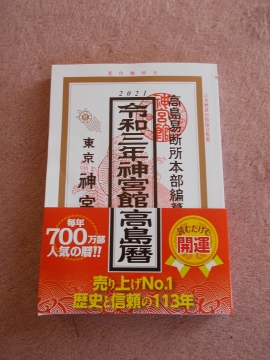 2021
高島易断所本部編纂
神宮館
令和三年神宮館高島暦
東京 神宮
毎年
700万部
人気の暦!!
読むだけで
開運
売り上げNo.1
歴史と信頼の113年